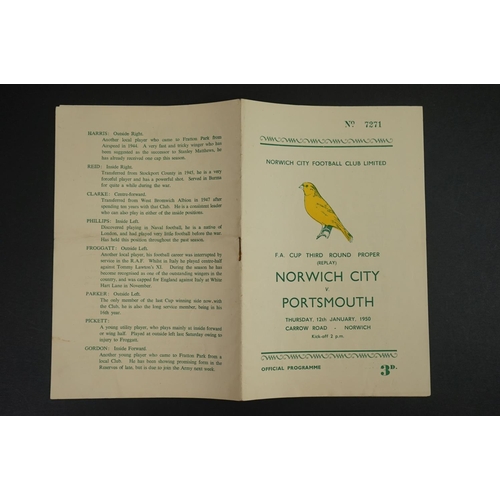 HARRIS: Outside Right.
Another local player who came to Fratton Park from
Acorpool in 1944. A very fast and tricky winger who has
been suggested as the successor to Stanley Matthews, he
has already received one cap this season.
REID: Inside Right.
Transferred from Stockport County in 1945, he is a very
forceful player and has a powerful shot. Served in Burma
for quite a while during the war.
CLARKE: Centre-forward.
Transferred from West Bromwich Albion in 1947 after
spending ten years with that Club. He is a consistent leader
who can also play in either of the inside positions.
PHILLIPS: Inside Left.
Discovered playing in Naval football, he is a native of
London, and had played very little football before the war.
Has held this position throughout the past season.
FROGGATT: Outside Left.
Another local player, his football career was interrupted by
service in the R.A.F. Whilst in Italy he played centre-half
against Tommy Lawton's XI. During the season he has
become recognised as one of the outstanding wingers in the
country, and was capped for England against Italy at White
Hart Lane in November.
PARKER: Outside Left.
The only member of the last Cup winning side now with
the Club, he is also the long service member, being in his
16th year.
PICKETT:
A young utility player, who plays mainly at inside forward
or wing half. Played at outside left last Saturday owing to
injury to Froggatt.
GORDON: Inside Forward.
Another young player who came to Fratton Park from a
local Club. He has been showing promising form in the
Reserves of late, but is due to join the Army next week.
No 7271
NORWICH CITY FOOTBALL CLUB LIMITED
F.A. CUP THIRD ROUND PROPER
(REPLAY)
NORWICH CITY
v.
PORTSMOUTH
THURSDAY, 12th JANUARY, 1950
CARROW ROAD - NORWICH
Kick-off 2 p.m.
OFFICIAL PROGRAMME 3D.